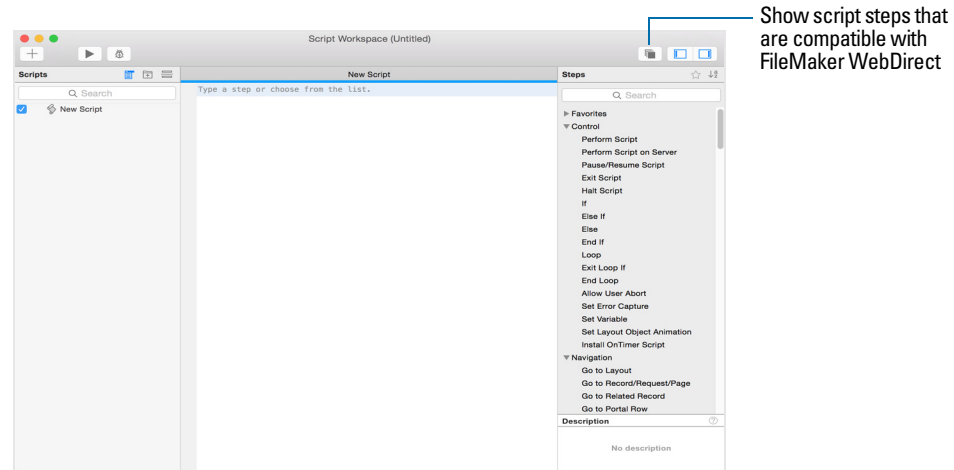 Show script steps that
are compatible with
FileMaker WebDirect
Script Workspace (Untitled)
Scripts
New Script
Steps
Search
Type a step or choose from the list.
Search
New Script
Favorites
Control
Perform Script
Perform Script on Server
Pause/Resume Script
Exit Script
Halt Script
If
Else If
Else
End If
Loop
Exit Loop If
End Loop
Allow User Abort
Set Error Capture
Set Variable
Set Layout Object Animation
Install OnTimer Script
Navigation
Go to Layout
Go to Record/Request/Page
Go to Related Record
Go to Portal Row
Description
No description